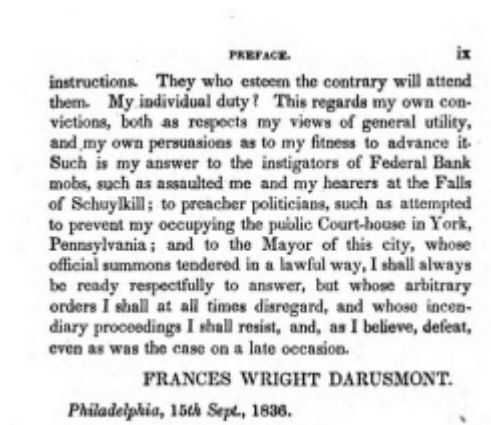 PREFACE. ix
instructions. They who esteem the contrary will attend
them. My individual duty? This regards my own con-
victions, both as respects my views of general utility,
and my own persuasions as to my fitness to advance it.
Such is my answer to the instigators of Federal Bank
mobs, such as assaulted me and my hearers at the Falls
of Schuylkill; to preacher politicians, such as attempted
to prevent my occupying the public Court-house in York,
Pennsylvania; and to the Mayor of this city, whose
official summons tendered in a lawful way, I shall always
be ready respectfully to answer, but whose arbitrary
orders I shall at all times disregard, and whose incen-
diary proceedings I shall resist, and, as I believe, defeat,
even as was the case on a late occasion.
FRANCES WRIGHT DARUSMONT.
Philadelphia, 15th Sept., 1836.